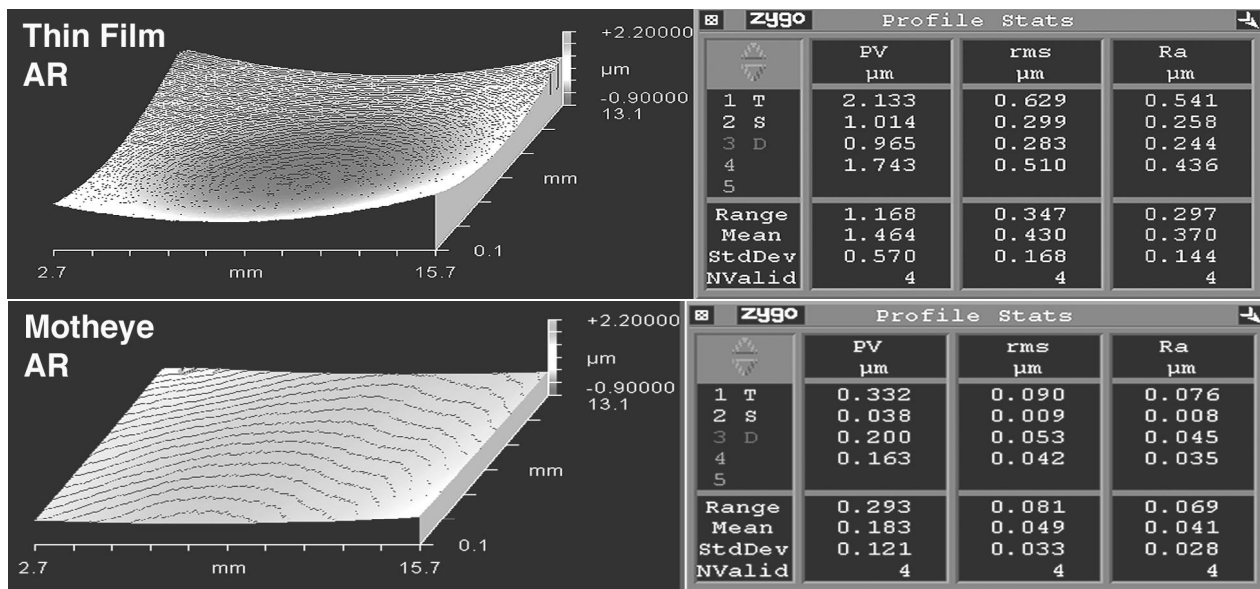 Thin Film
AR
+2.20000
µm
-0.90000
13.1
mm
0.1
2.7 mm 15.7
zygo Profile Stats
PV rms Ra
µm µm µm
1 T 2.133 0.629 0.541
2 S 1.014 0.299 0.258
3 D 0.965 0.283 0.244
4 1.743 0.510 0.436
5
Range 1.168 0.347 0.297
Mean 1.464 0.430 0.370
StdDev 0.570 0.168 0.144
NValid 4 4 4
Motheye
AR
+2.20000
µm
-0.90000
13.1
mm
0.1
2.7 mm 15.7
zygo Profile Stats
PV rms Ra
µm µm µm
1 T 0.332 0.090 0.076
2 S 0.038 0.009 0.008
3 D 0.200 0.053 0.045
4 0.163 0.042 0.035
5
Range 0.293 0.081 0.069
Mean 0.183 0.049 0.041
StdDev 0.121 0.033 0.028
NValid 4 4 4